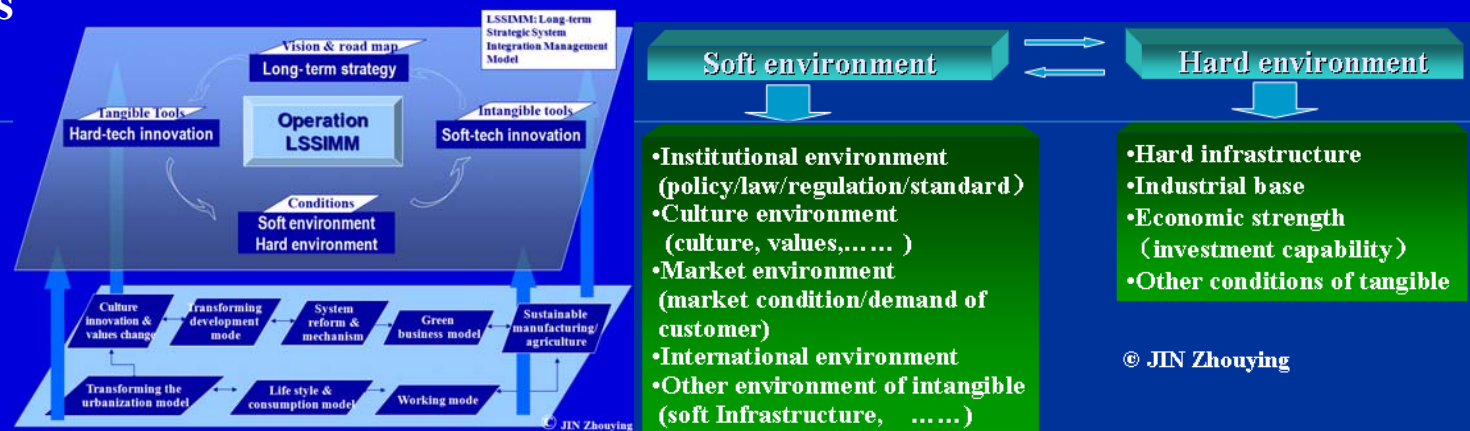 s
LSSIMM: Long-term
Strategic System
Integration Management
Model
Vision & road map
Long-term strategy
Tangible Tools
Hard-tech innovation
Operation
LSSIMM
Intangible tools
Soft-tech innovation
Conditions
Soft environment
Hard environment
Culture
innovation &
values change
Transforming
development
mode
System
reform &
mechanism
Green
business model
Sustainable
manufacturing/
agriculture
Transforming the
urbanization model
Life style &
consumption model
Working mode
© JIN Zhouying
Soft environment
•Institutional environment
(policy/law/regulation/standard）
•Culture environment
(culture, values,…… )
•Market environment
(market condition/demand of
customer)
•International environment
•Other environment of intangible
(soft Infrastructure, ……)
Hard environment
•Hard infrastructure
•Industrial base
•Economic strength
（investment capability）
•Other conditions of tangible
© JIN Zhouying